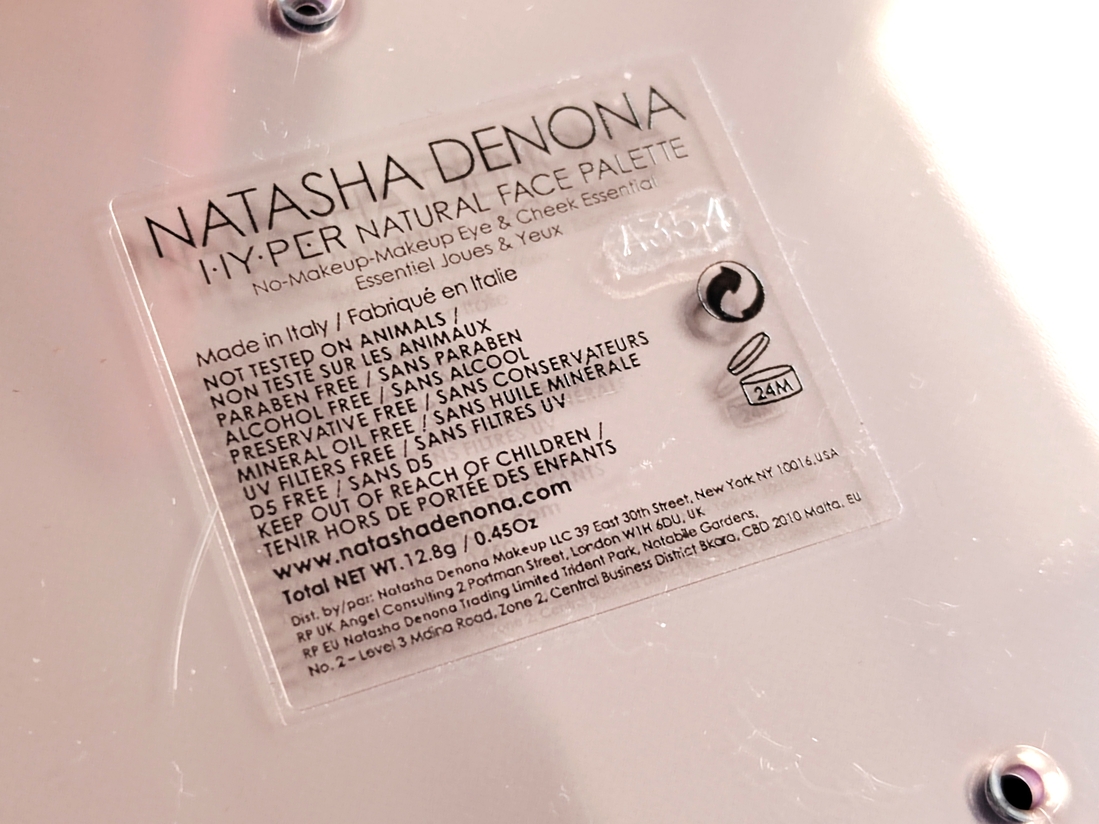 NATASHA DENONA
I·IY·PER NATURAL FACE PALETTE
No-Makeup-Makeup Eye & Cheek Essential
Essentiel Joues & Yeux
A354
Made in Italy / Fabriqué en Italie
NOT TESTED ON ANIMALS /
NON TESTÉ SUR LES ANIMAUX
PARABEN FREE / SANS PARABEN
ALCOHOL FREE / SANS ALCOOL
PRESERVATIVE FREE / SANS CONSERVATEURS
MINERAL OIL FREE / SANS HUILE MINÉRALE
UV FILTERS FREE / SANS FILTRES UV
D5 FREE / SANS D5
KEEP OUT OF REACH OF CHILDREN /
TENIR HORS DE PORTÉE DES ENFANTS
www.natashadenona.com
Total NET WT.12.8g / 0.45Oz
24M
Dist. by/par: Natasha Denona Makeup LLC 39 East 30th Street, New York NY 10016,USA
RP UK Angel Consulting 2 Portman Street, London W1H 6DU, UK
RP EU Natasha Denona Trading Limited Trident Park, Notabile Gardens,
No. 2 – Level 3 Mdina Road, Zone 2, Central Business District Bkara, CBD 2010 Malta, EU